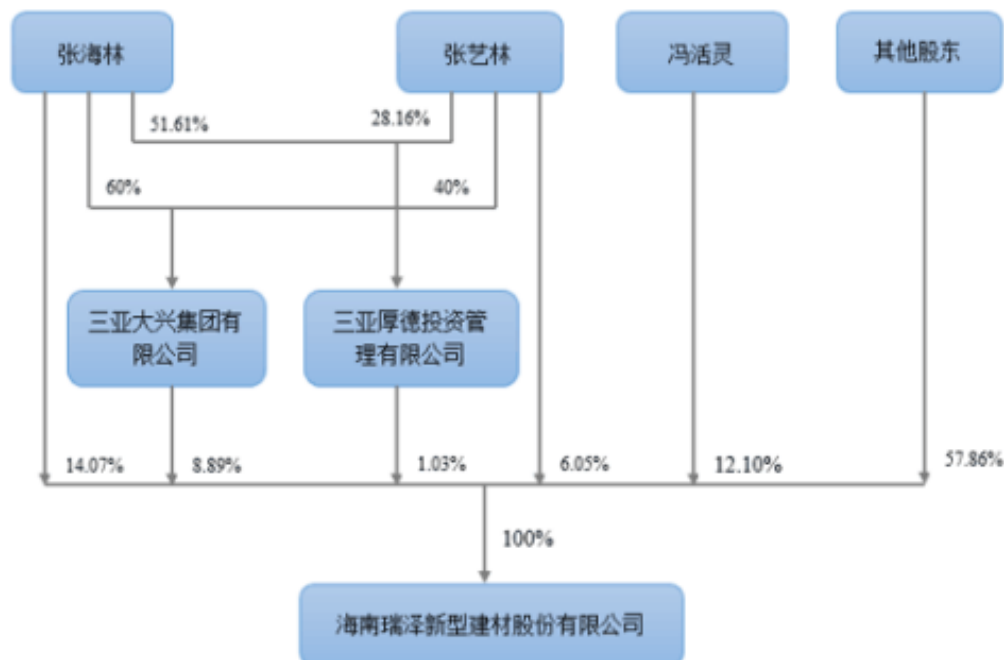 张海林
张艺林
冯活灵
其他股东
51.61%
28.16%
60%
40%
三亚大兴集团有
限公司
三亚厚德投资管
理有限公司
14.07%
8.89%
1.03%
6.05%
12.10%
57.86%
100%
海南瑞泽新型建材股份有限公司